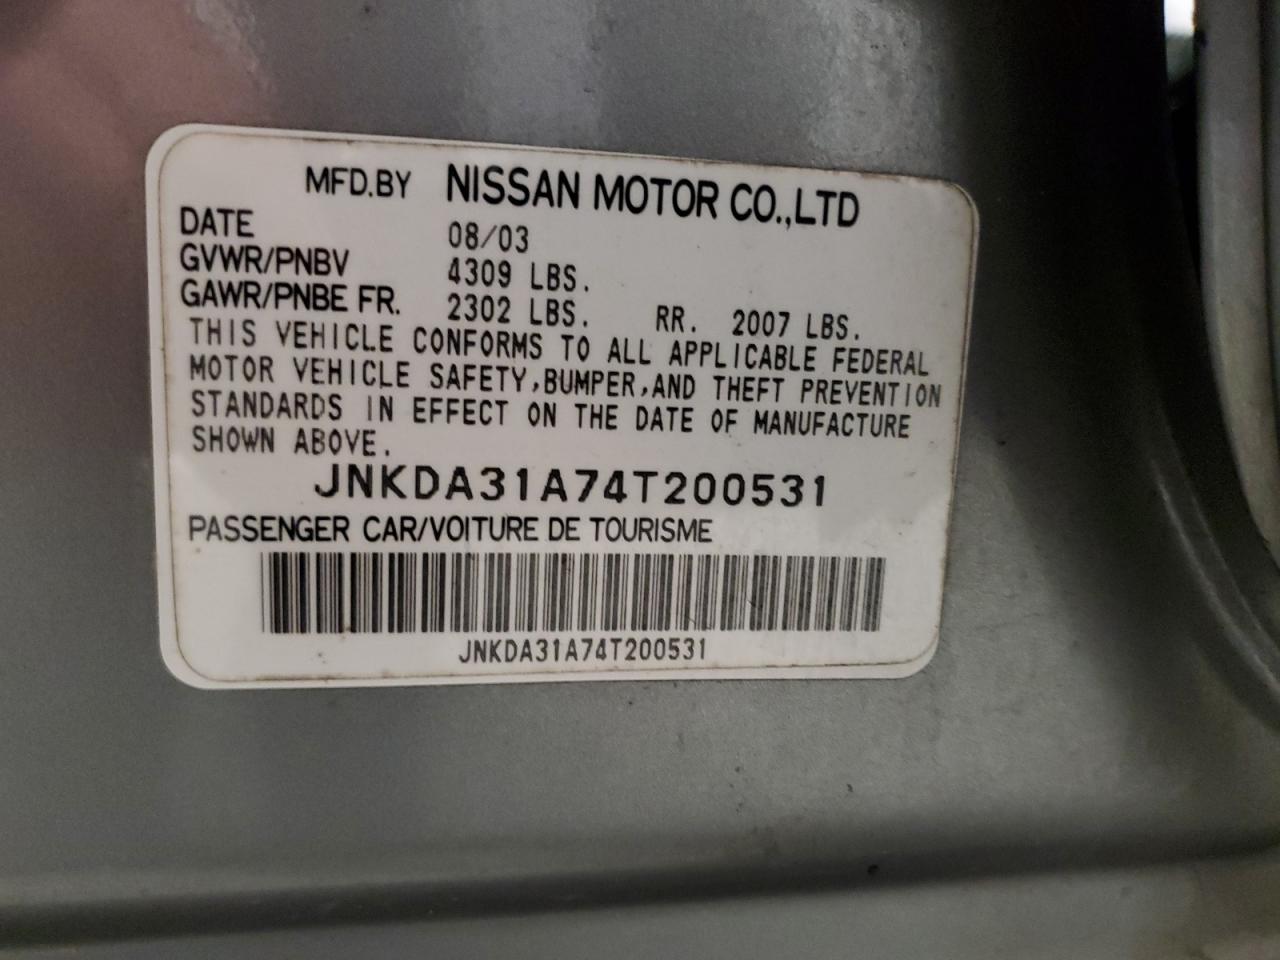 MFD.BY NISSAN MOTOR CO.,LTD
DATE 08/03
GVWR/PNBV 4309 LBS.
GAWR/PNBE FR. 2302 LBS. RR. 2007 LBS.
THIS VEHICLE CONFORMS TO ALL APPLICABLE FEDERAL
MOTOR VEHICLE SAFETY,BUMPER,AND THEFT PREVENTION
STANDARDS IN EFFECT ON THE DATE OF MANUFACTURE
SHOWN ABOVE.
JNKDA31A74T200531
PASSENGER CAR/VOITURE DE TOURISME
JNKDA31A74T200531